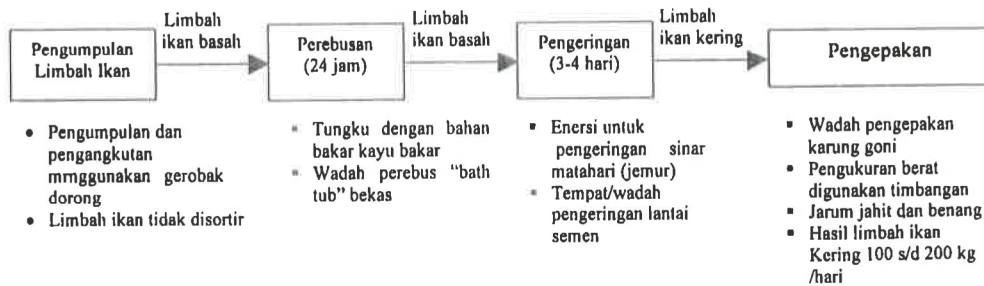 Limbah
ikan basah
Limbah
ikan basah
Limbah
ikan kering
Pengumpulan
Limbah Ikan
Perebusan
(24 jam)
Pengeringan
(3-4 hari)
Pengepakan
• Pengumpulan dan
pengangkutan
mmggunakan gerobak
dorong
• Limbah ikan tidak disortir
▪ Tungku dengan bahan
bakar kayu bakar
▪ Wadah perebus “bath
tub” bekas
▪ Enersi untuk
pengeringan sinar
matahari (jemur)
▪ Tempat/wadah
pengeringan lantai
semen
▪ Wadah pengepakan
karung goni
▪ Pengukuran berat
digunakan timbangan
▪ Jarum jahit dan benang
▪ Hasil limbah ikan
Kering 100 s/d 200 kg
/hari